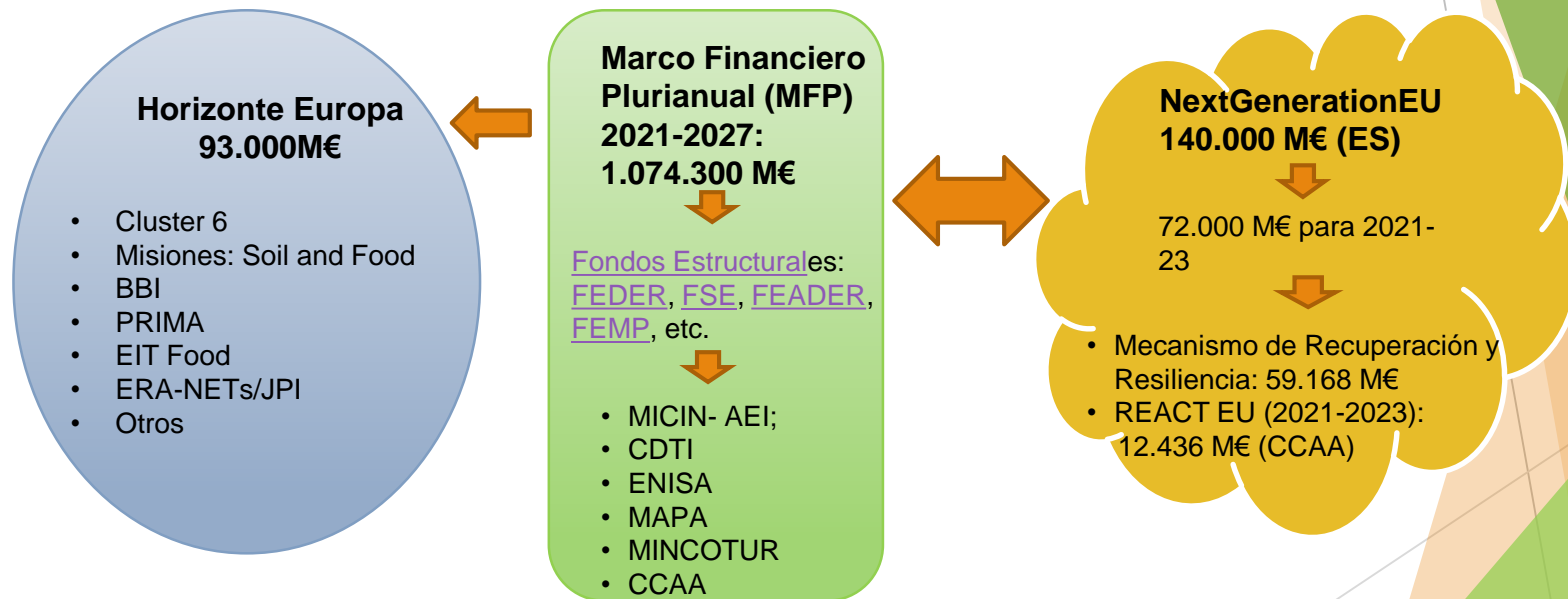 Horizonte Europa
93.000M€
• Cluster 6
• Misiones: Soil and Food
• BBI
• PRIMA
• EIT Food
• ERA-NETs/JPI
• Otros
Marco Financiero
Plurianual (MFP)
2021-2027:
1.074.300 M€
Fondos Estructurales:
FEDER, FSE, FEADER,
FEMP, etc.
• MICIN- AEI;
• CDTI
• ENISA
• MAPA
• MINCOTUR
• CCAA
NextGenerationEU
140.000 M€ (ES)
72.000 M€ para 2021-
23
• Mecanismo de Recuperación y
Resiliencia: 59.168 M€
• REACT EU (2021-2023):
12.436 M€ (CCAA)